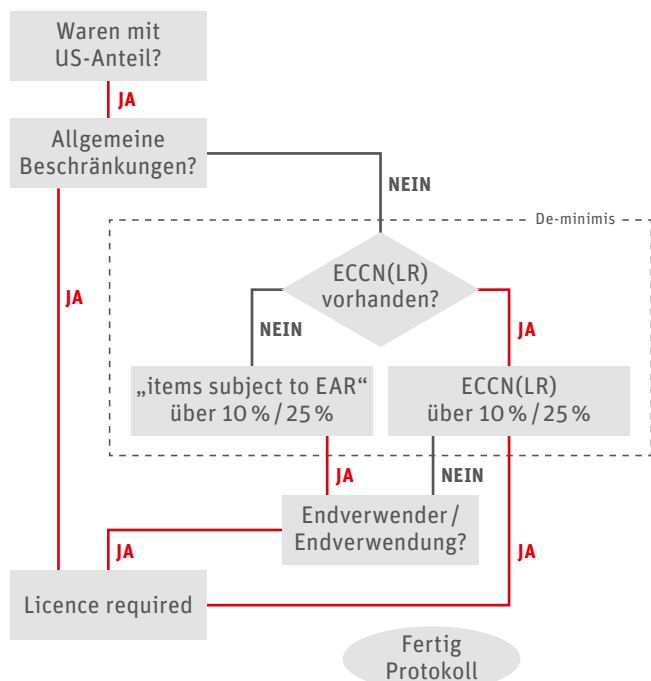 Waren mit
US-Anteil?
JA
Allgemeine
Beschränkungen?
NEIN
De-minimis
ECCN(LR)
vorhanden?
JA
NEIN
JA
„items subject to EAR“
über 10 % / 25 %
ECCN(LR)
über 10 % / 25 %
JA
NEIN
Endverwender /
Endverwendung?
JA
JA
Licence required
Fertig
Protokoll